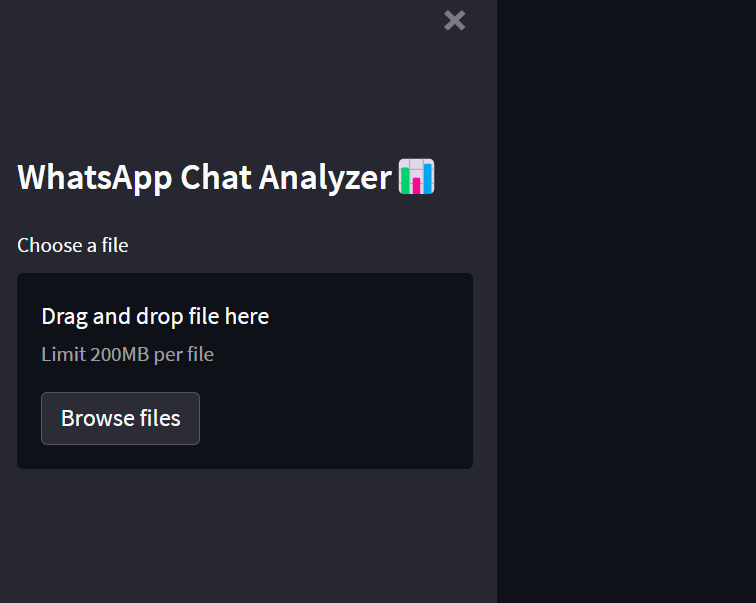 WhatsApp Chat Analyzer 📊
Choose a file
Drag and drop file here
Limit 200MB per file
Browse files